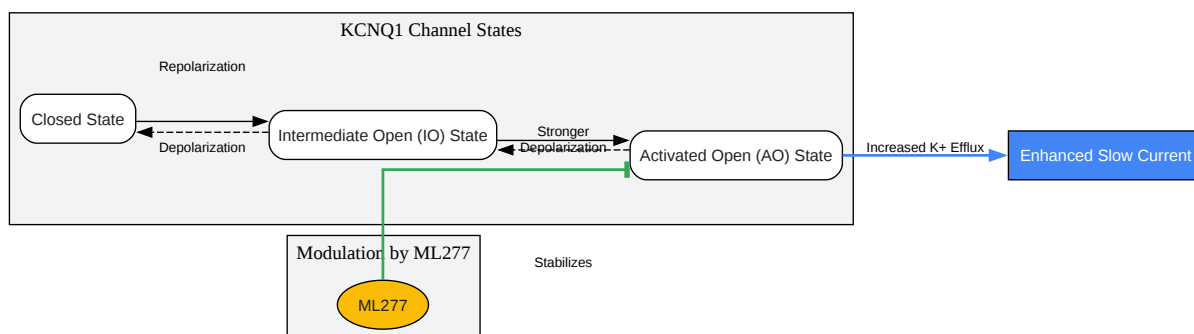 KCNQ1 Channel States
Repolarization
Closed State
Depolarization
Intermediate Open (IO) State
Stronger
Depolarization
Activated Open (AO) State
Increased K+ Efflux
Enhanced Slow Current
Modulation by ML277
Stabilizes
ML277